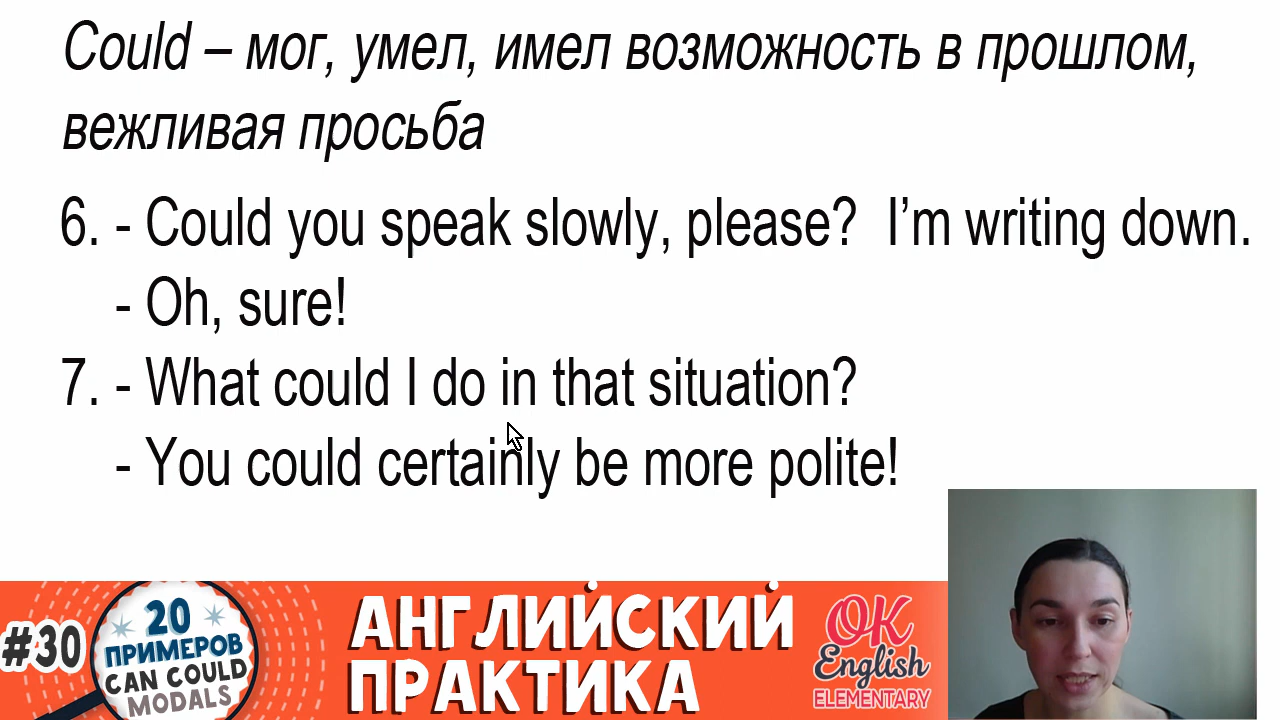 Could – мог, умел, имел возможность в прошлом,
вежливая просьба
6. - Could you speak slowly, please? I’m writing down.
- Oh, sure!
7. - What could I do in that situation?
- You could certainly be more polite!
#30
20
ПРИМЕРОВ
CAN COULD
MODALS
АНГЛИЙСКИЙ
ПРАКТИКА
OK
English
ELEMENTARY